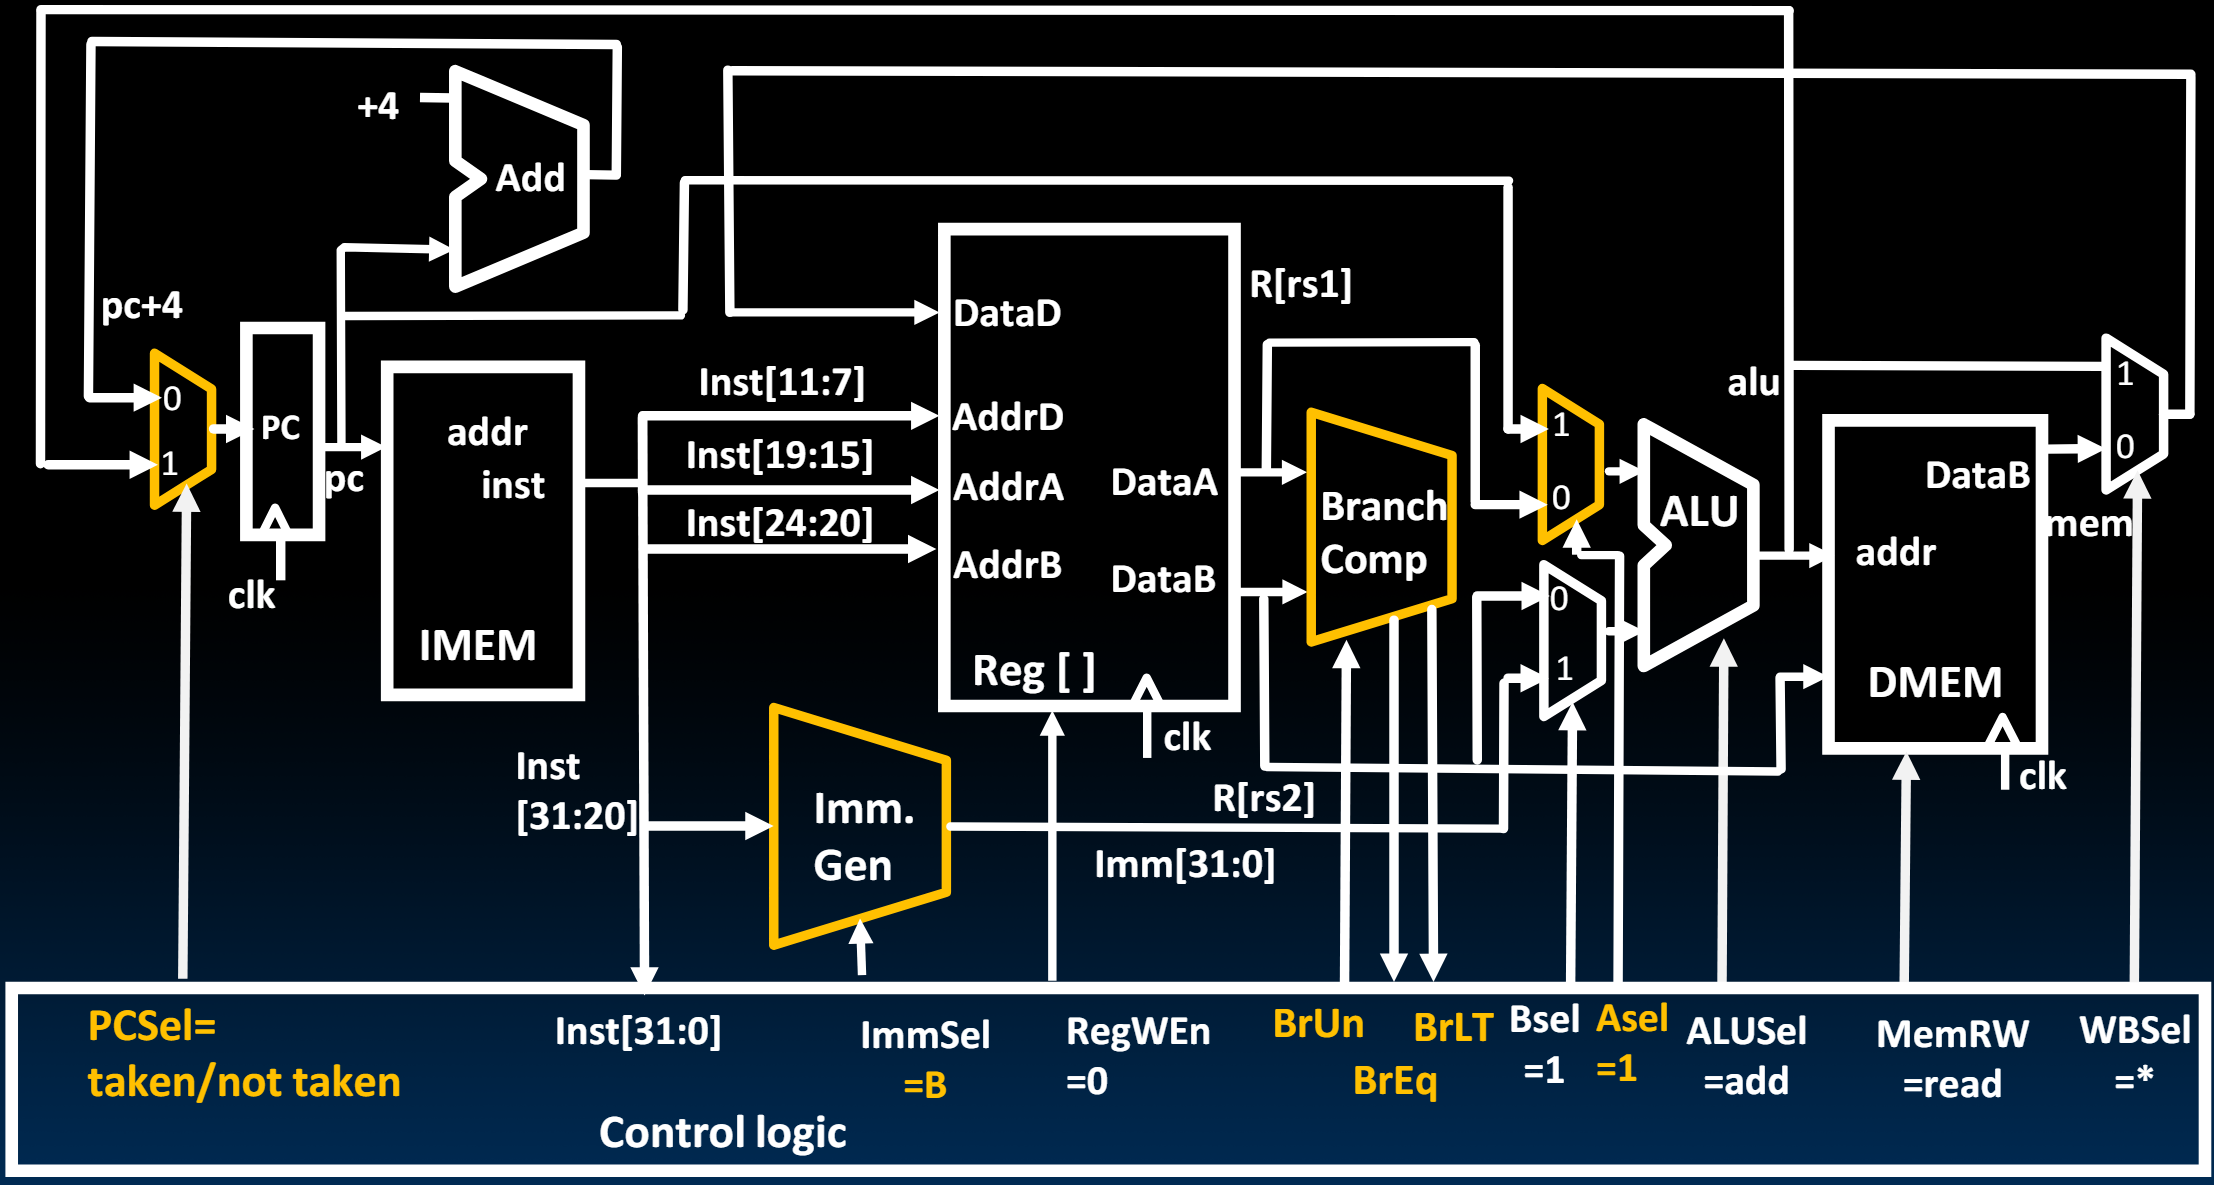 +4
Add
pc+4
0
1
PC
pc
clk
addr
inst
IMEM
Inst[11:7]
Inst[19:15]
Inst[24:20]
DataD
AddrD
AddrA
AddrB
DataA
DataB
Reg [ ]
clk
R[rs1]
Branch
Comp
1
0
0
1
ALU
alu
addr
DataB
DMEM
clk
mem
1
0
Inst
[31:20]
Imm.
Gen
R[rs2]
Imm[31:0]
PCSel=
taken/not taken
Inst[31:0]
ImmSel
=B
RegWEn
=0
BrUn
BrEq
BrLT
Bsel
=1
Asel
=1
ALUSel
=add
MemRW
=read
WBSel
=*
Control logic